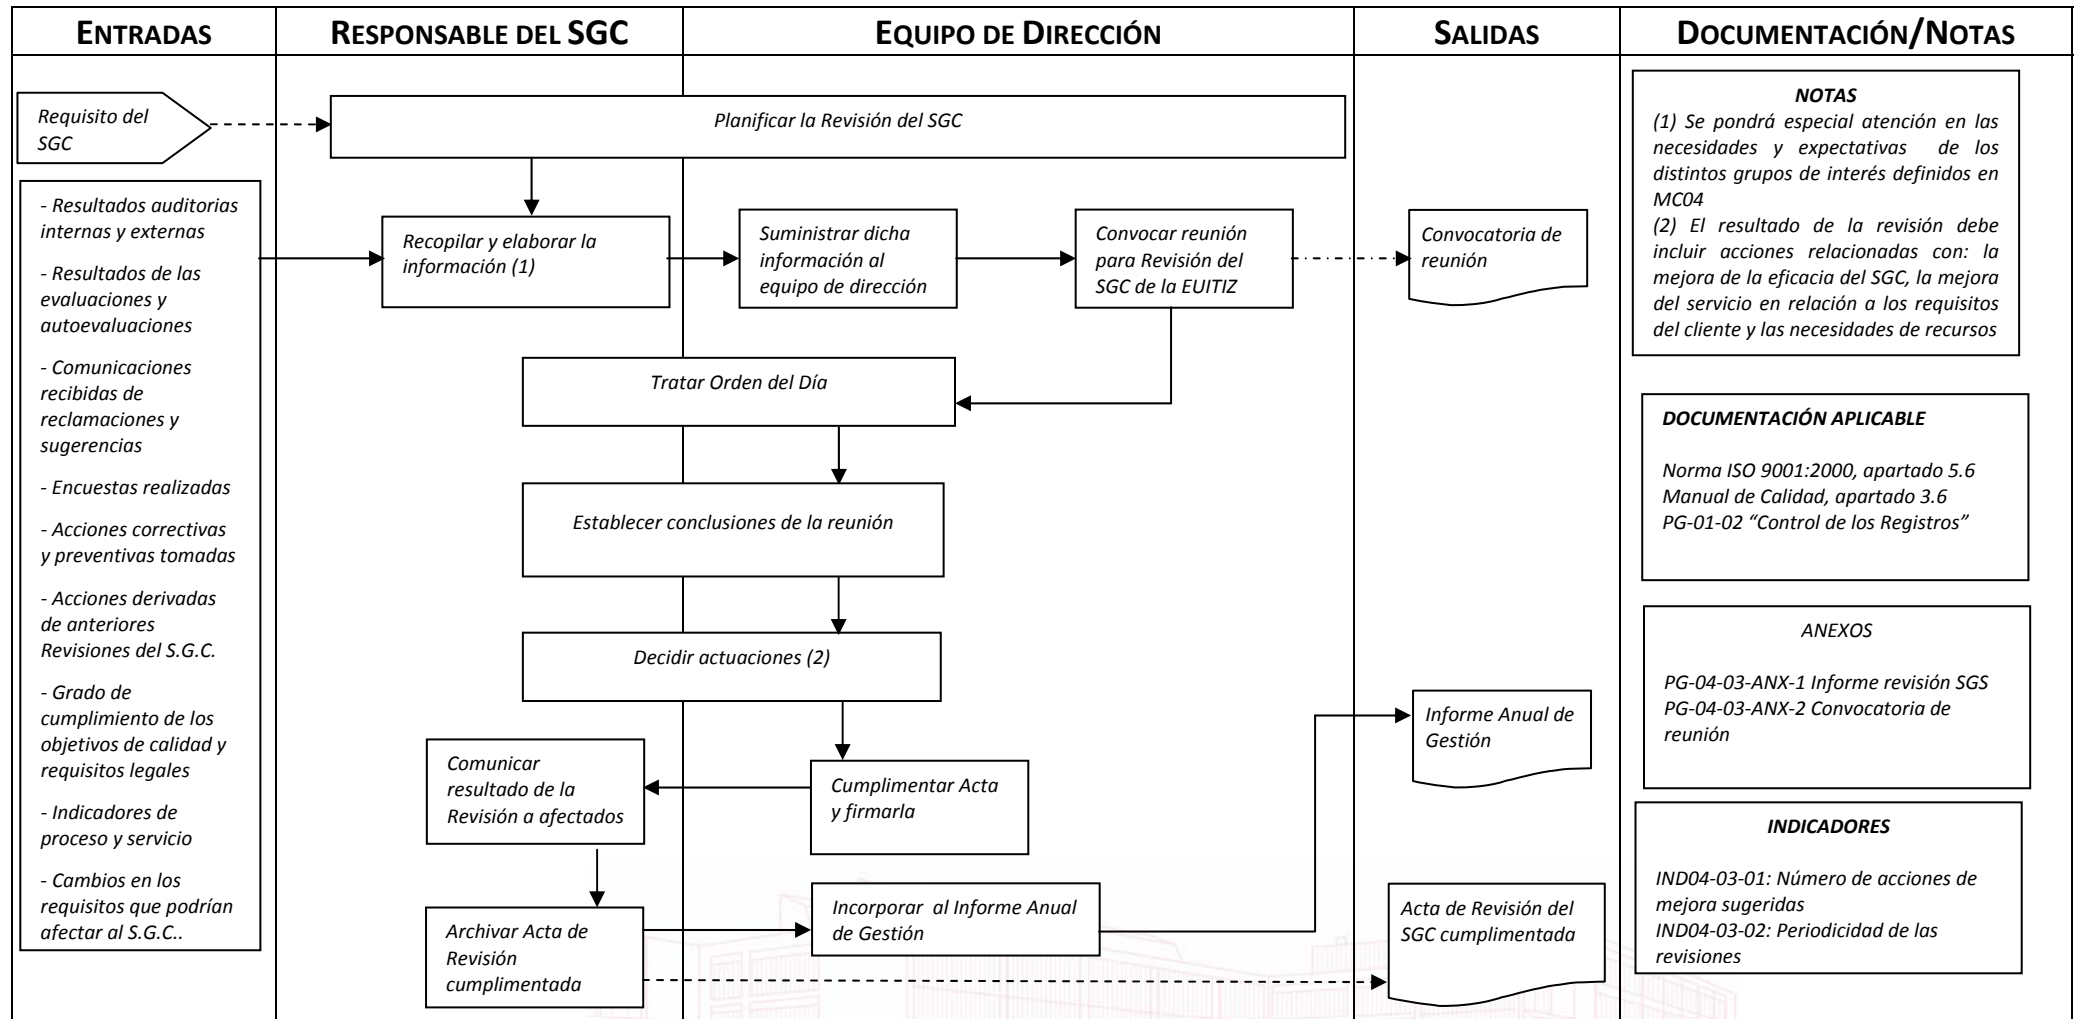 ENTRADAS
RESPONSABLE DEL SGC
EQUIPO DE DIRECCIÓN
SALIDAS
DOCUMENTACIÓN/NOTAS
Requisito del
SGC
- Resultados auditorias
internas y externas
- Resultados de las
evaluaciones y
autoevaluaciones
- Comunicaciones
recibidas de
reclamaciones y
sugerencias
- Encuestas realizadas
- Acciones correctivas
y preventivas tomadas
- Acciones derivadas
de anteriores
Revisiones del S.G.C.
- Grado de
cumplimiento de los
objetivos de calidad y
requisitos legales
- Indicadores de
proceso y servicio
- Cambios en los
requisitos que podrían
afectar al S.G.C..
Planificar la Revisión del SGC
Recopilar y elaborar la
información (1)
Suministrar dicha
información al
equipo de dirección
Convocar reunión
para Revisión del
SGC de la EUITIZ
Convocatoria de
reunión
Tratar Orden del Día
Establecer conclusiones de la reunión
Decidir actuaciones (2)
Comunicar
resultado de la
Revisión a afectados
Cumplimentar Acta
y firmarla
Informe Anual de
Gestión
Archivar Acta de
Revisión
cumplimentada
Incorporar al Informe Anual
de Gestión
Acta de Revisión del
SGC cumplimentada
NOTAS
(1) Se pondrá especial atención en las
necesidades y expectativas de los
distintos grupos de interés definidos en
MC04
(2) El resultado de la revisión debe
incluir acciones relacionadas con: la
mejora de la eficacia del SGC, la mejora
del servicio en relación a los requisitos
del cliente y las necesidades de recursos
DOCUMENTACIÓN APLICABLE
Norma ISO 9001:2000, apartado 5.6
Manual de Calidad, apartado 3.6
PG-01-02 “Control de los Registros”
ANEXOS
PG-04-03-ANX-1 Informe revisión SGS
PG-04-03-ANX-2 Convocatoria de
reunión
INDICADORES
IND04-03-01: Número de acciones de
mejora sugeridas
IND04-03-02: Periodicidad de las
revisiones